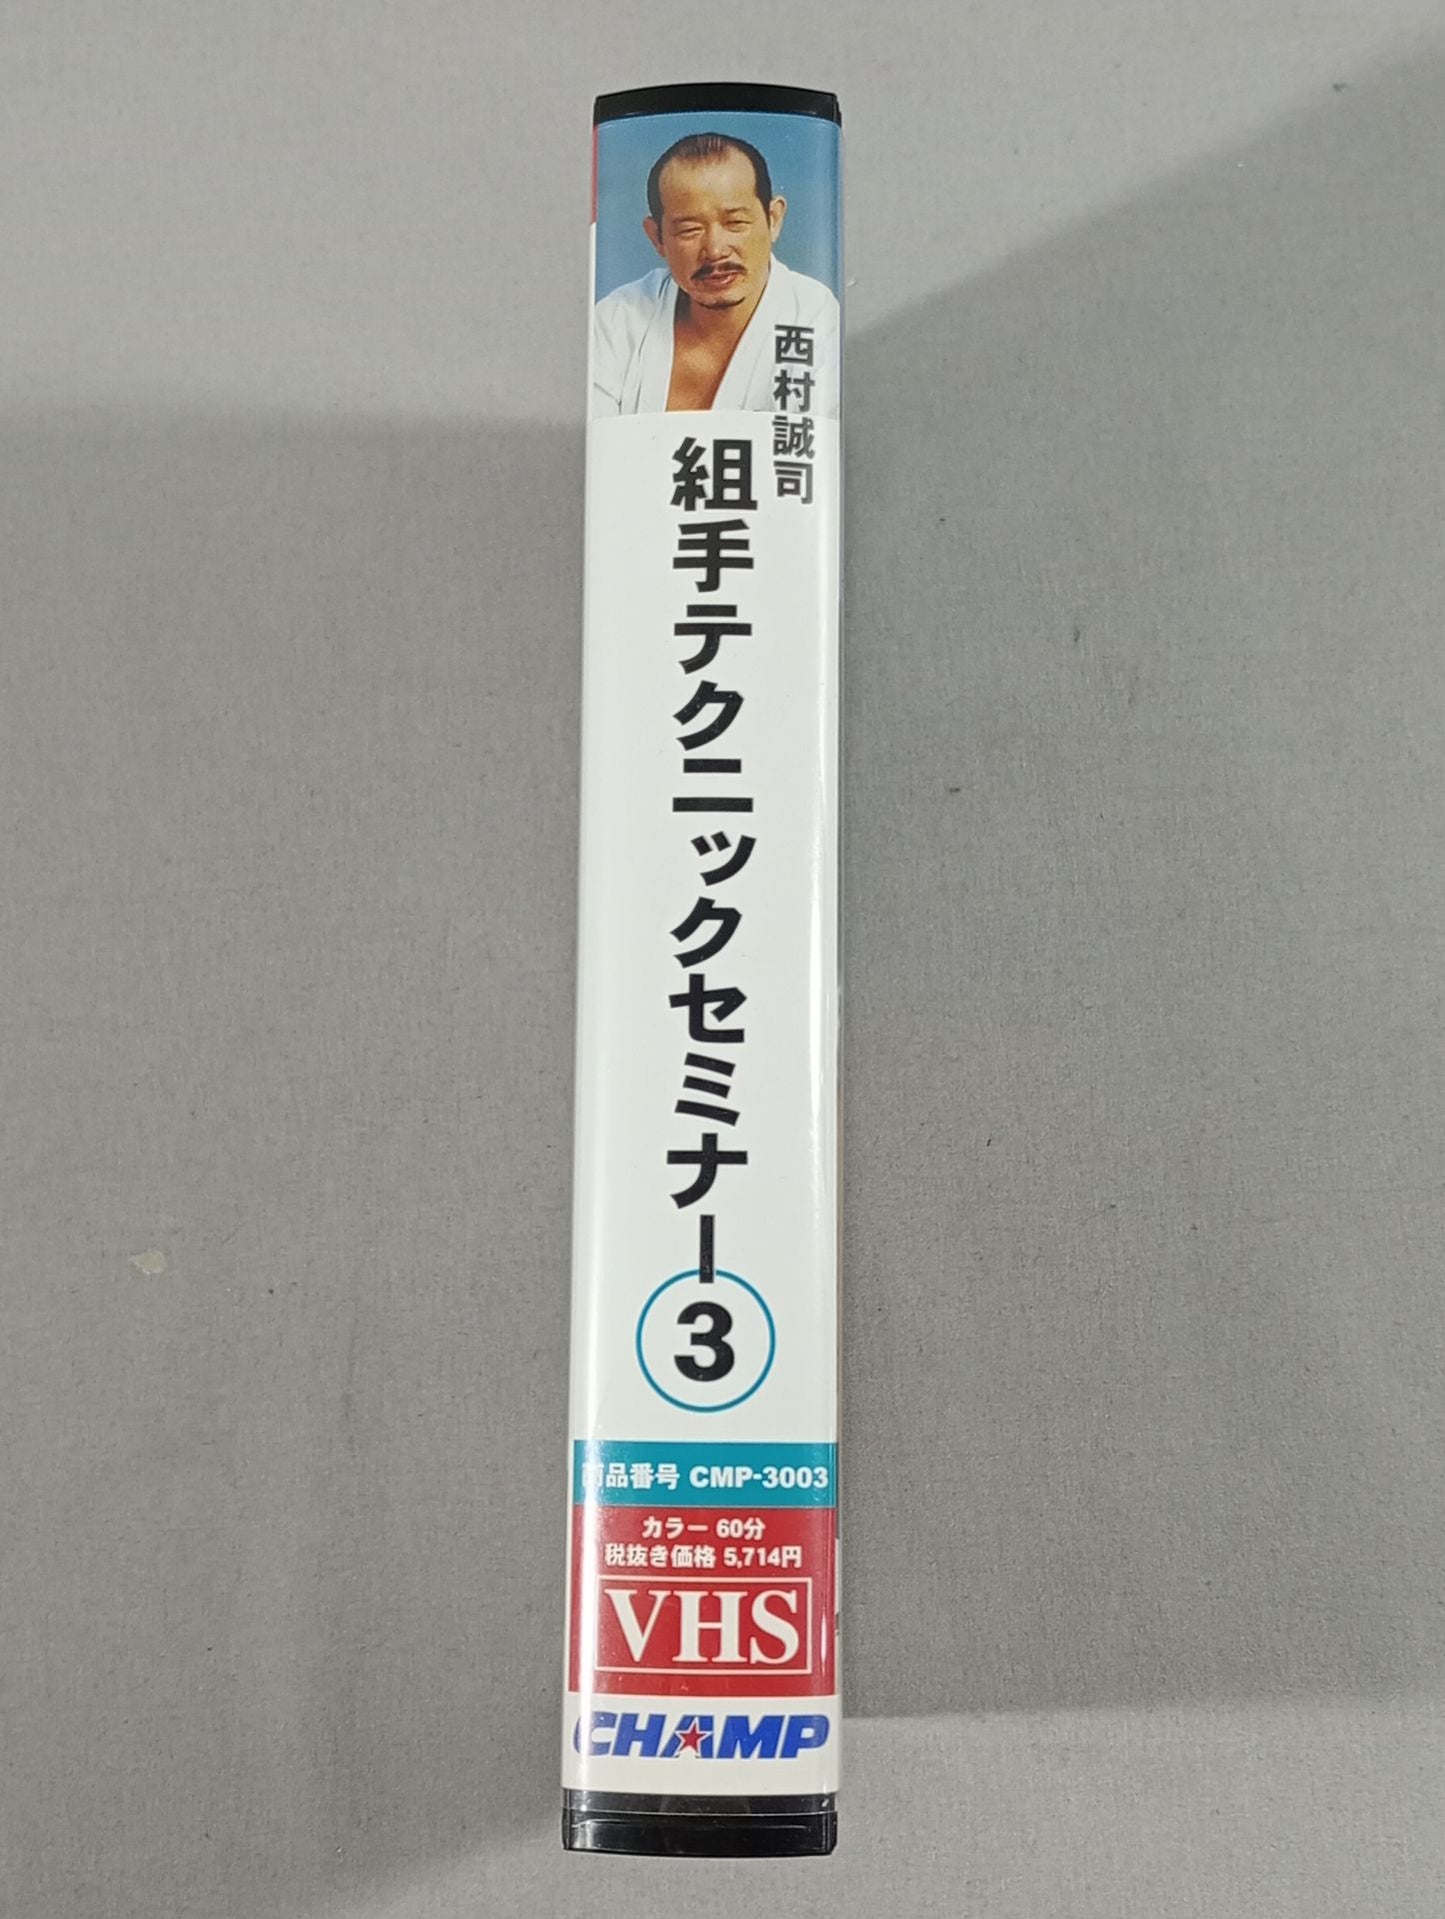 西村誠司
組手テクニックセミナー3
商品番号 CMP-3003
カラー 60分
税抜き価格 5,714円
VHS
CHAMP